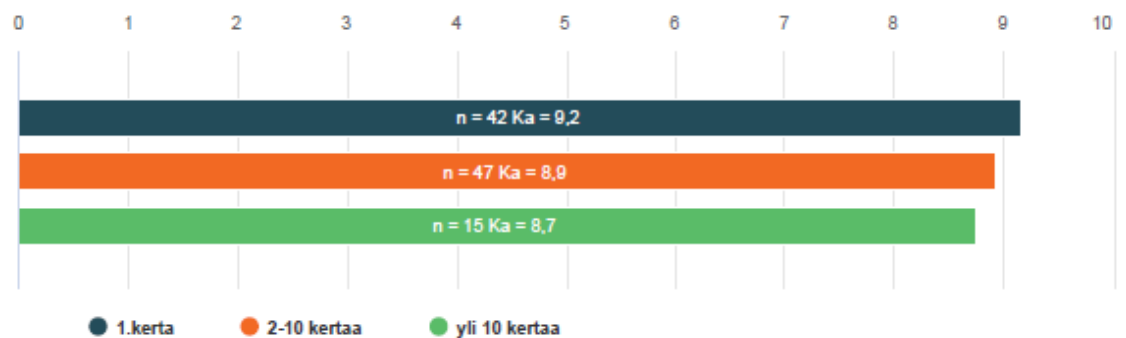 0 1 2 3 4 5 6 7 8 9 10
n = 42 Ka = 9,2
n = 47 Ka = 8,9
n = 15 Ka = 8,7
1.kerta 2-10 kertaa yli 10 kertaa